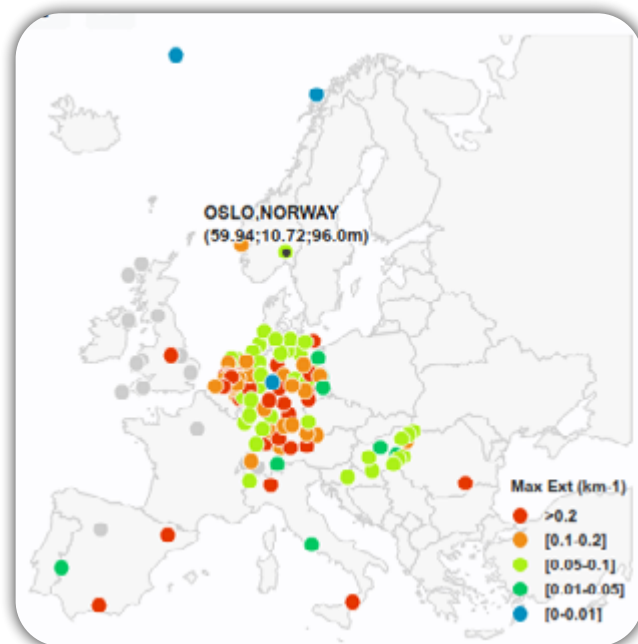 OSLO,NORWAY
(59.94;10.72;96.0m)
Max Ext (km-1)
>0.2
[0.1-0.2]
[0.05-0.1]
[0.01-0.05]
[0-0.01]